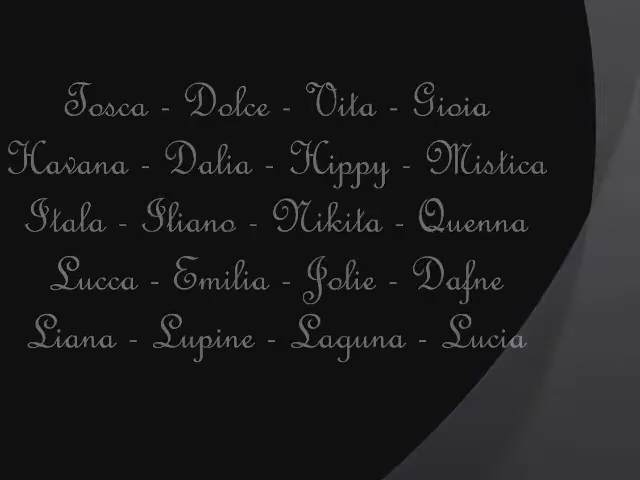 Tosca - Dolce - Vita - Gioia
Havana - Dalia - Hippy - Mistica
Itala - Iliano - Nikita - Quenna
Lucca - Emilia - Jolie - Dafne
Liana - Lupine - Laguna - Lucia